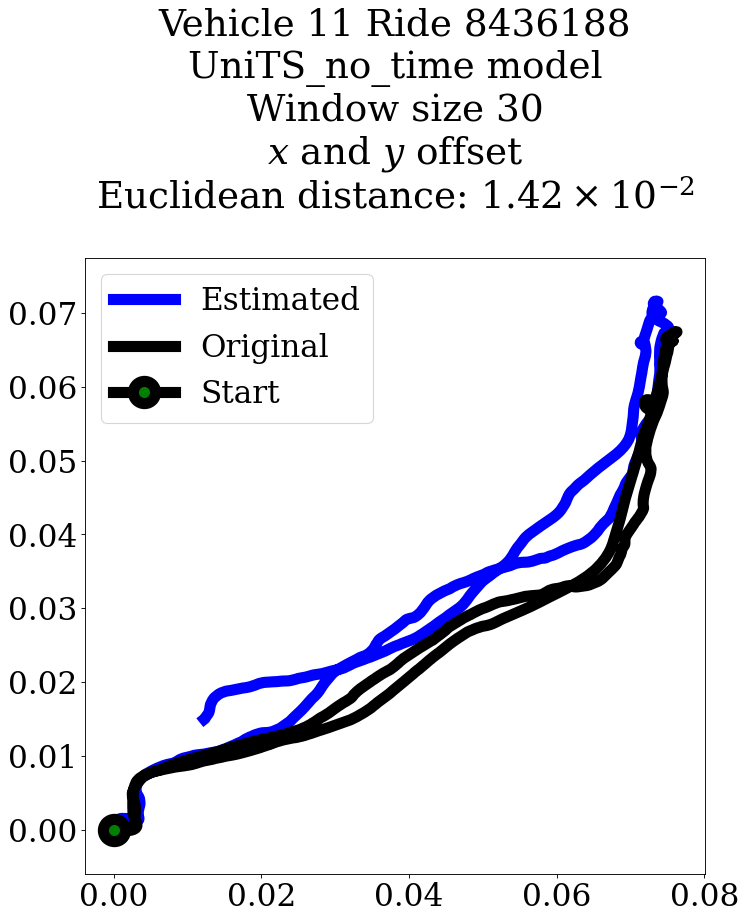 Vehicle 11 Ride 8436188
UniTS_no_time model
Window size 30
x and y offset
Euclidean distance: 1.42 × 10⁻²
Estimated
Original
Start
0.07
0.06
0.05
0.04
0.03
0.02
0.01
0.00
0.00 0.02 0.04 0.06 0.08